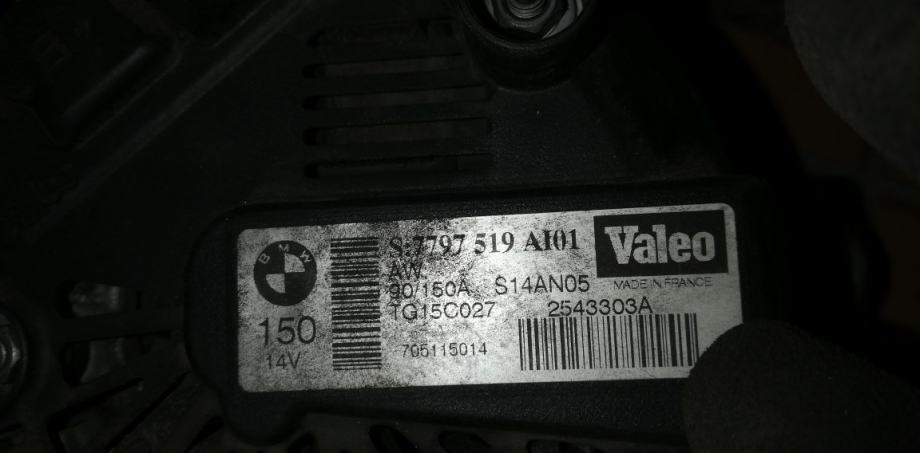 BMW
150
14V
S:7797 519 AI01
AW
90/150A S14AN05
TG15C027 2543303A
705115014
Valeo
MADE IN FRANCE